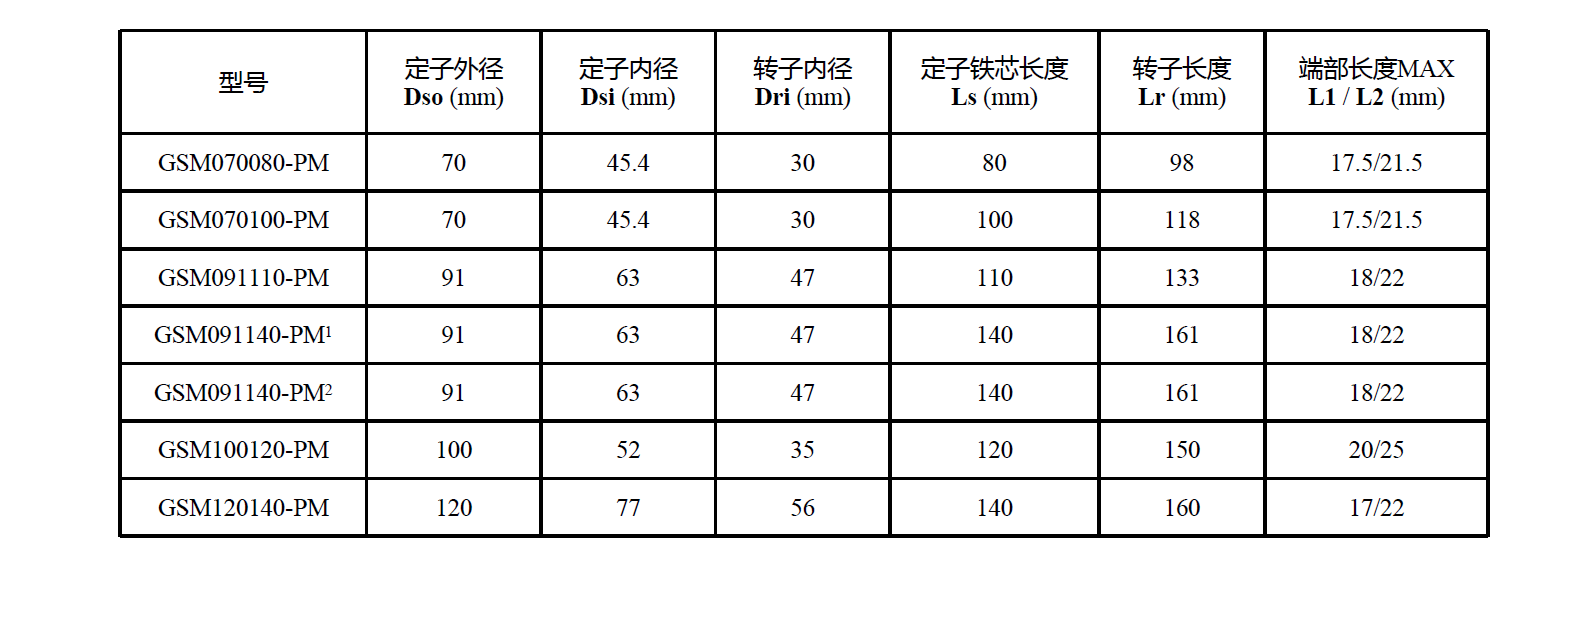 型号 定子外径 定子内径 转子内径 定子铁芯长度 转子长度 端部长度MAX
Dso (mm) Dsi (mm) Dri (mm) Ls (mm) Lr (mm) L1 / L2 (mm)
GSM070080-PM 70 45.4 30 80 98 17.5/21.5
GSM070100-PM 70 45.4 30 100 118 17.5/21.5
GSM091110-PM 91 63 47 110 133 18/22
GSM091140-PM¹ 91 63 47 140 161 18/22
GSM091140-PM² 91 63 47 140 161 18/22
GSM100120-PM 100 52 35 120 150 20/25
GSM120140-PM 120 77 56 140 160 17/22